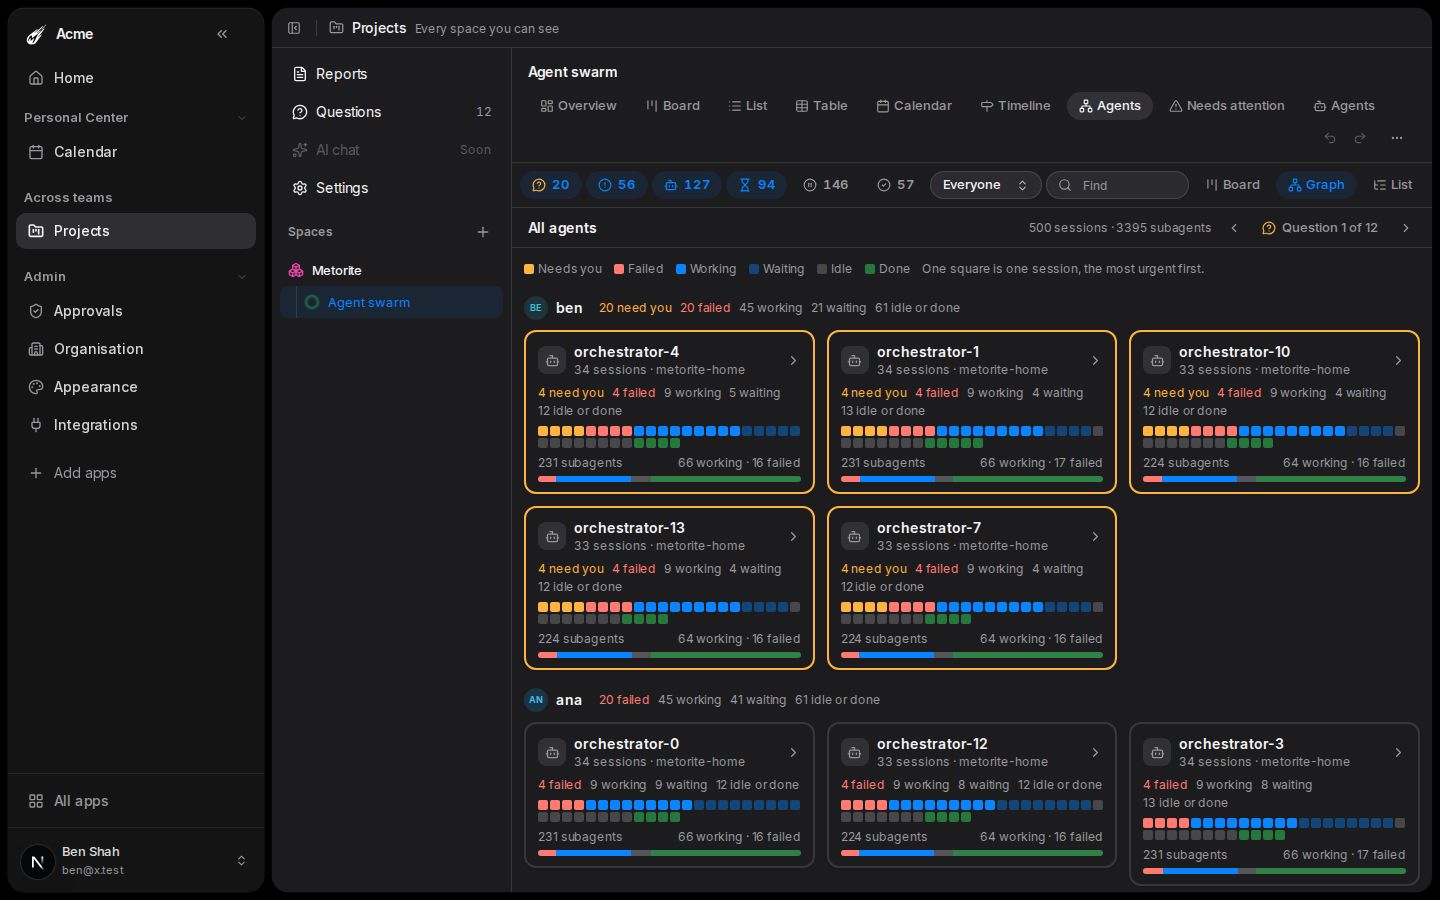 Acme
Home
Personal Center
Calendar
Across teams
Projects
Admin
Approvals
Organisation
Appearance
Integrations
Add apps
All apps
Ben Shah
ben@x.test
Projects Every space you can see
Reports
Questions 12
AI chat Soon
Settings
Spaces
Metorite
Agent swarm
Agent swarm
Overview Board List Table Calendar Timeline Agents Needs attention Agents
20 56 127 94 146 57 Everyone Find Board Graph List
All agents 500 sessions · 3395 subagents Question 1 of 12
Needs you Failed Working Waiting Idle Done One square is one session, the most urgent first.
BE ben 20 need you 20 failed 45 working 21 waiting 61 idle or done
orchestrator-4
34 sessions · metorite-home
4 need you 4 failed 9 working 5 waiting
12 idle or done
231 subagents 66 working · 16 failed
orchestrator-1
34 sessions · metorite-home
4 need you 4 failed 9 working 4 waiting
13 idle or done
231 subagents 66 working · 17 failed
orchestrator-10
33 sessions · metorite-home
4 need you 4 failed 9 working 4 waiting
12 idle or done
224 subagents 64 working · 16 failed
orchestrator-13
33 sessions · metorite-home
4 need you 4 failed 9 working 4 waiting
12 idle or done
224 subagents 64 working · 16 failed
orchestrator-7
33 sessions · metorite-home
4 need you 4 failed 9 working 4 waiting
12 idle or done
224 subagents 64 working · 16 failed
AN ana 20 failed 45 working 41 waiting 61 idle or done
orchestrator-0
34 sessions · metorite-home
4 failed 9 working 9 waiting 12 idle or done
231 subagents 66 working · 16 failed
orchestrator-12
33 sessions · metorite-home
4 failed 9 working 8 waiting 12 idle or done
224 subagents 64 working · 16 failed
orchestrator-3
34 sessions · metorite-home
4 failed 9 working 8 waiting
13 idle or done
231 subagents 66 working · 17 failed